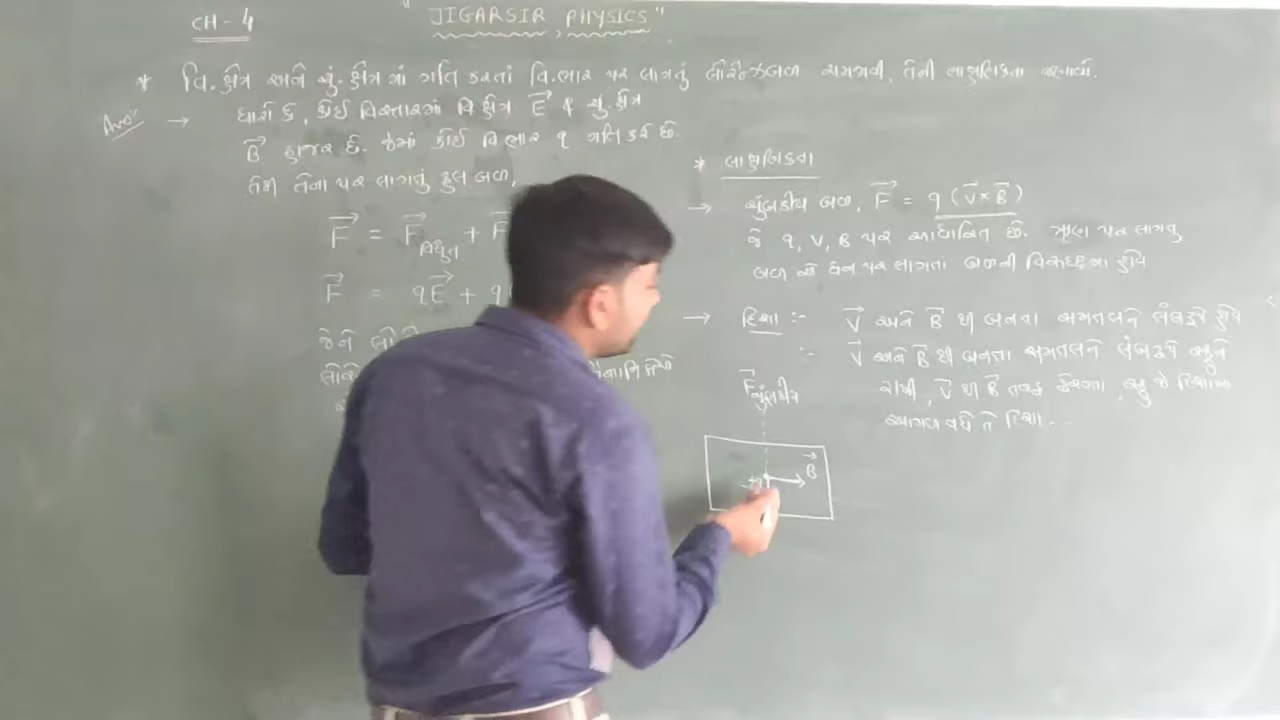 CH - 4
"JIGARSIR PHYSICS"
* વિ. ક્ષેત્ર અને ચું. ક્ષેત્ર માં ગતિ કરતાં વિ.ભાર પર લાગતું લોરેન્ઝબળ સમજાવી, તેની લાક્ષણિકતા
Ans: → ધારો કે, કોઈ વિસ્તારમાં વિ ક્ષેત્ર E⃗ & ચું. ક્ષેત્ર
B⃗ હાજર છે. જેમાં કોઈ વિ ભાર q ગતિ કરે છે.
તેના પર લાગતું કુલ બળ,
F⃗ = F⃗ વિદ્યુત + F⃗
F⃗ = qE⃗ + q
જેને
* લાક્ષણિકતા
→ ચુંબકીય બળ, F⃗ = q (V⃗ × B⃗)
જે q, V, B પર આધારિત છે. ઋણ પર લાગતુ
બળ એ ધન પર લાગતાં બળની વિરુદ્ધમાં હોય
→ દિશા :- V⃗ અને B⃗ થી બનતા સમતલને લંબરૂપે હોય
:- V⃗ અને B⃗ થી બનતા સમતલને લંબરૂપે સ્ક્રૂને
રાખી, V⃗ થી B⃗ તરફ ફેરવતા, સ્ક્રૂ જે દિશામાં
આગળ વધે તે દિશા..
F⃗ ચુંબકીય
B⃗
+q